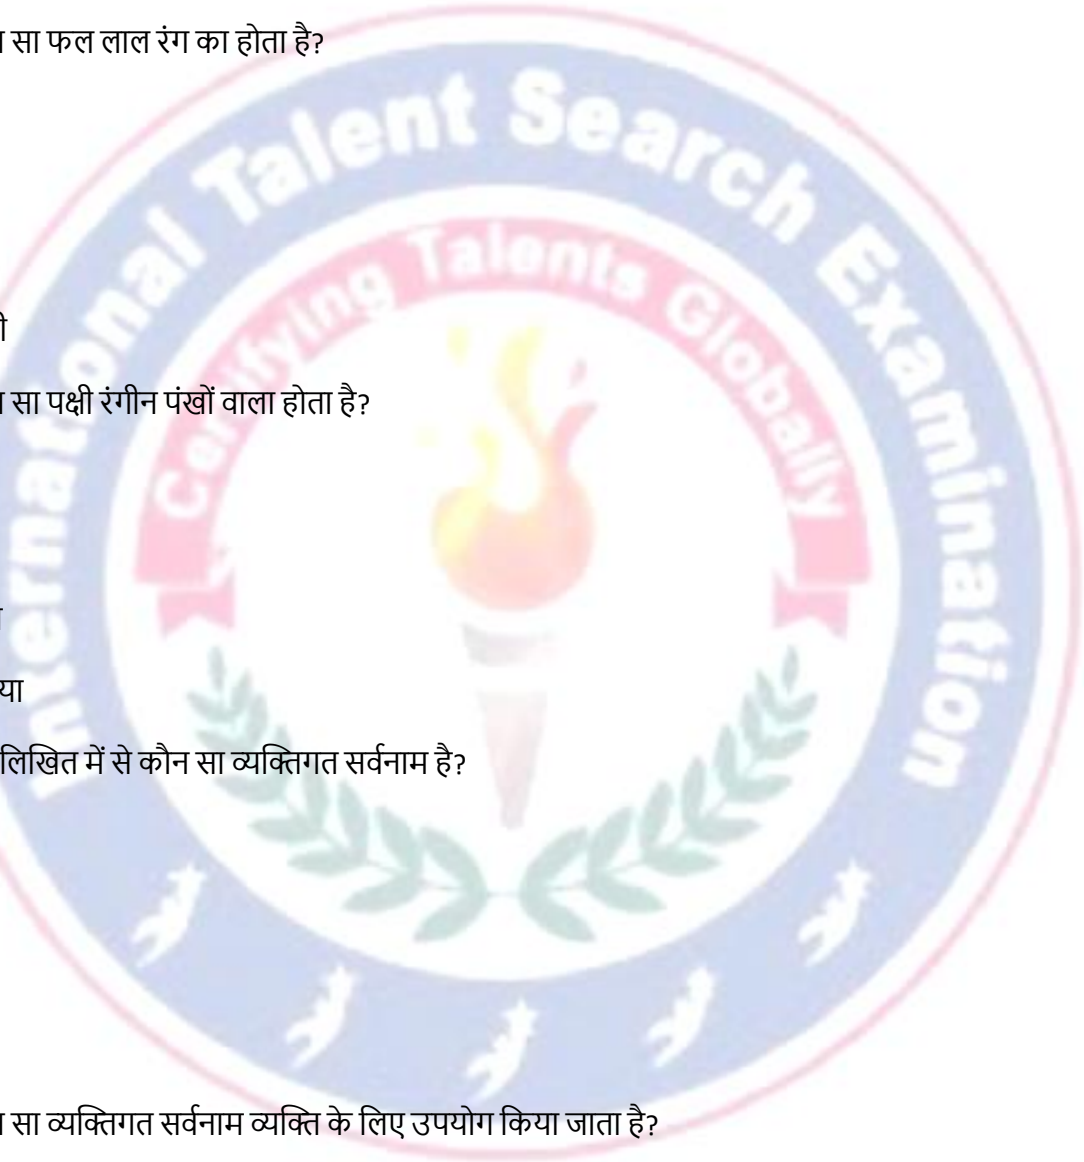 सा फल लाल रंग का होता है?
सा पक्षी रंगीन पंखों वाला होता है?
लिखित में से कौन सा व्यक्तिगत सर्वनाम है?
सा व्यक्तिगत सर्वनाम व्यक्ति के लिए उपयोग किया जाता है?
International Talent Search Examination
Certifying Talents Globally